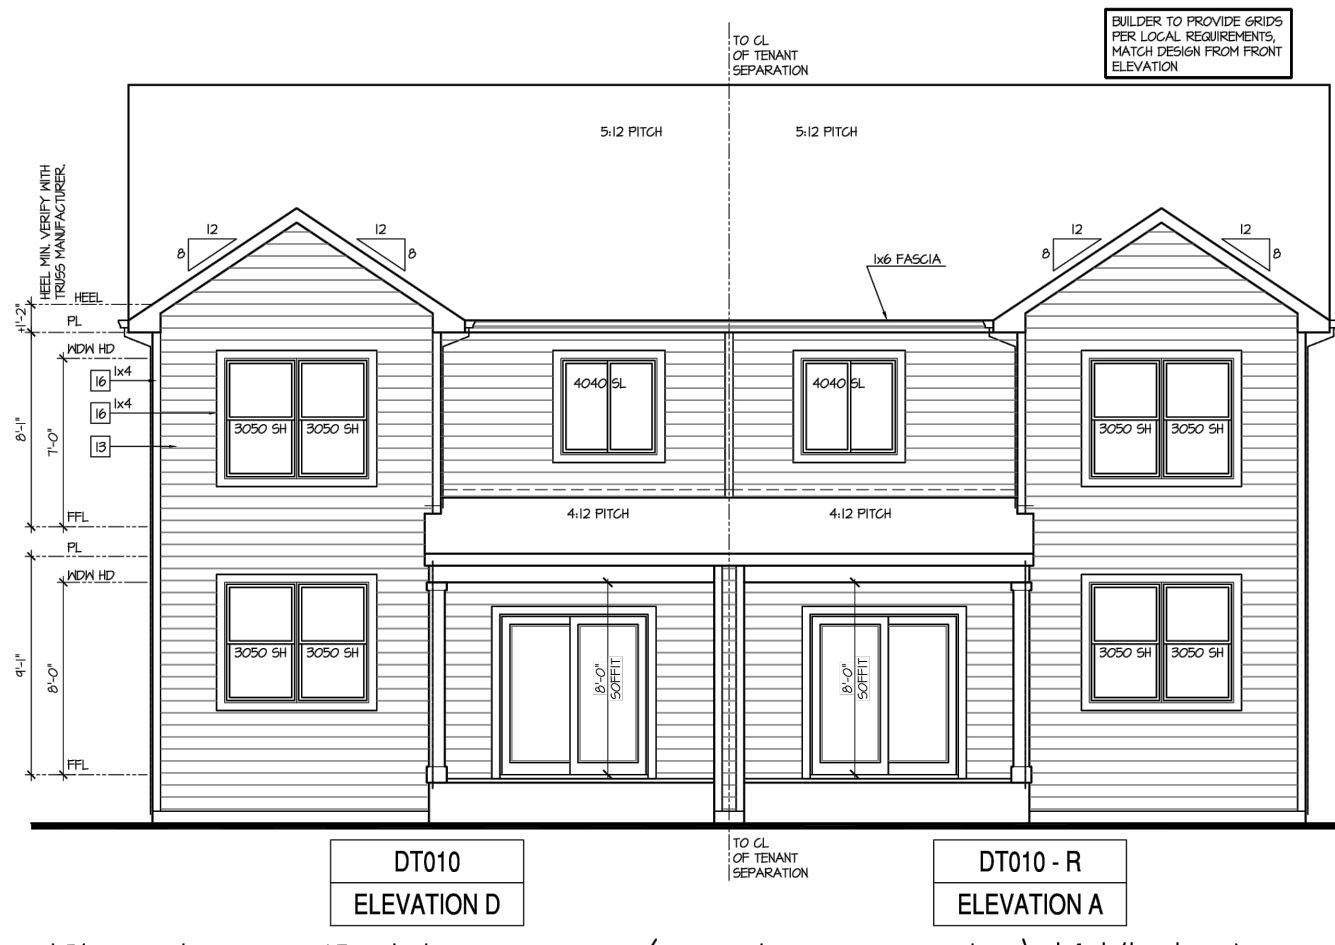 BUILDER TO PROVIDE GRIDS
PER LOCAL REQUIREMENTS,
MATCH DESIGN FROM FRONT
ELEVATION
TO CL
OF TENANT
SEPARATION
5:12 PITCH
5:12 PITCH
HEEL MIN. VERIFY WITH
TRUSS MANUFACTURER.
12
8
12
8
12
8
12
8
1x6 FASCIA
HEEL
±1'-2"
PL
WDW HD
16
1x4
16
1x4
13
8'-1"
7'-0"
3050 SH
3050 SH
4040 SL
4040 SL
3050 SH
3050 SH
FFL
4:12 PITCH
4:12 PITCH
PL
WDW HD
9'-1"
8'-0"
3050 SH
3050 SH
8'-0"
SOFFIT
8'-0"
SOFFIT
3050 SH
3050 SH
FFL
TO CL
OF TENANT
SEPARATION
DT010
ELEVATION D
DT010 - R
ELEVATION A